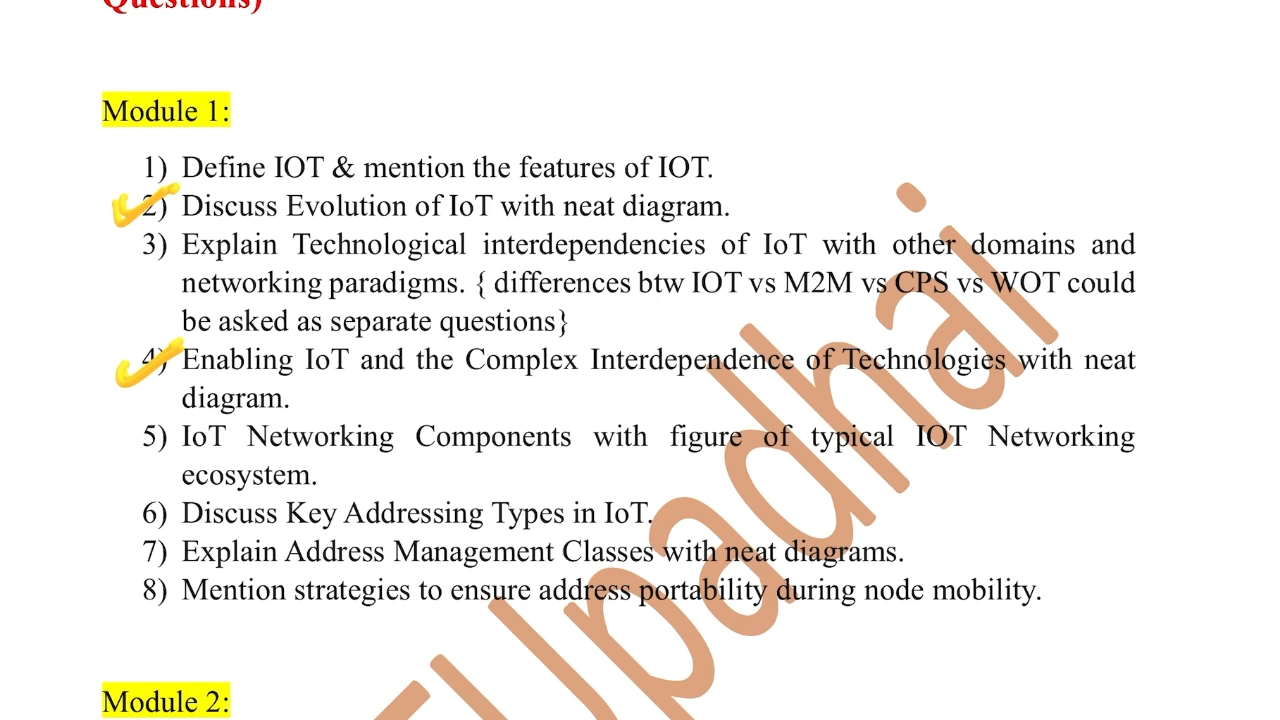 Questions)
Module 1:
1) Define IOT & mention the features of IOT.
2) Discuss Evolution of IoT with neat diagram.
3) Explain Technological interdependencies of IoT with other domains and
networking paradigms. { differences btw IOT vs M2M vs CPS vs WOT could
be asked as separate questions}
4) Enabling IoT and the Complex Interdependence of Technologies with neat
diagram.
5) IoT Networking Components with figure of typical IOT Networking
ecosystem.
6) Discuss Key Addressing Types in IoT.
7) Explain Address Management Classes with neat diagrams.
8) Mention strategies to ensure address portability during node mobility.
Upadhai
Module 2: